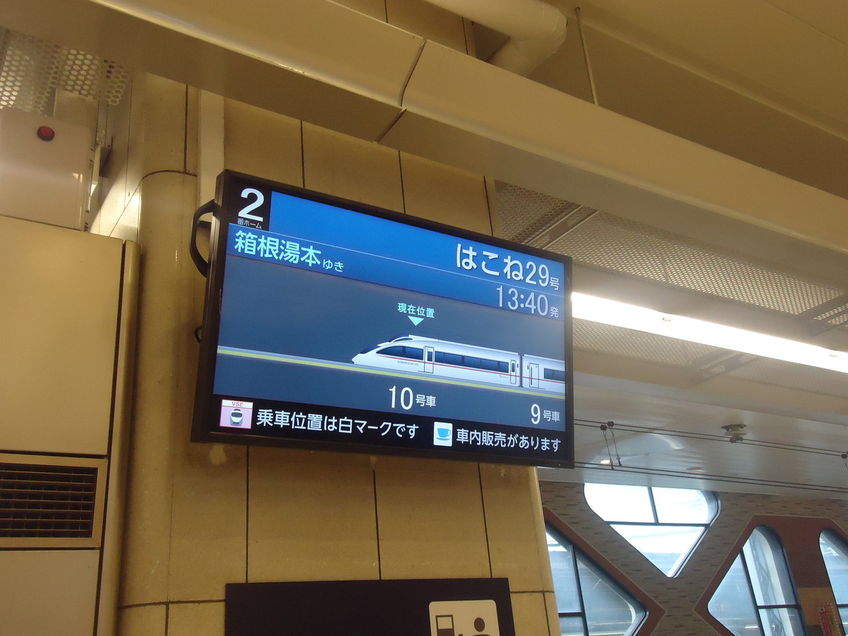 2
番ホーム
箱根湯本ゆき
はこね29号
13:40発
現在位置
10号車
9号車
VSE
乗車位置は白マークです
車内販売があります